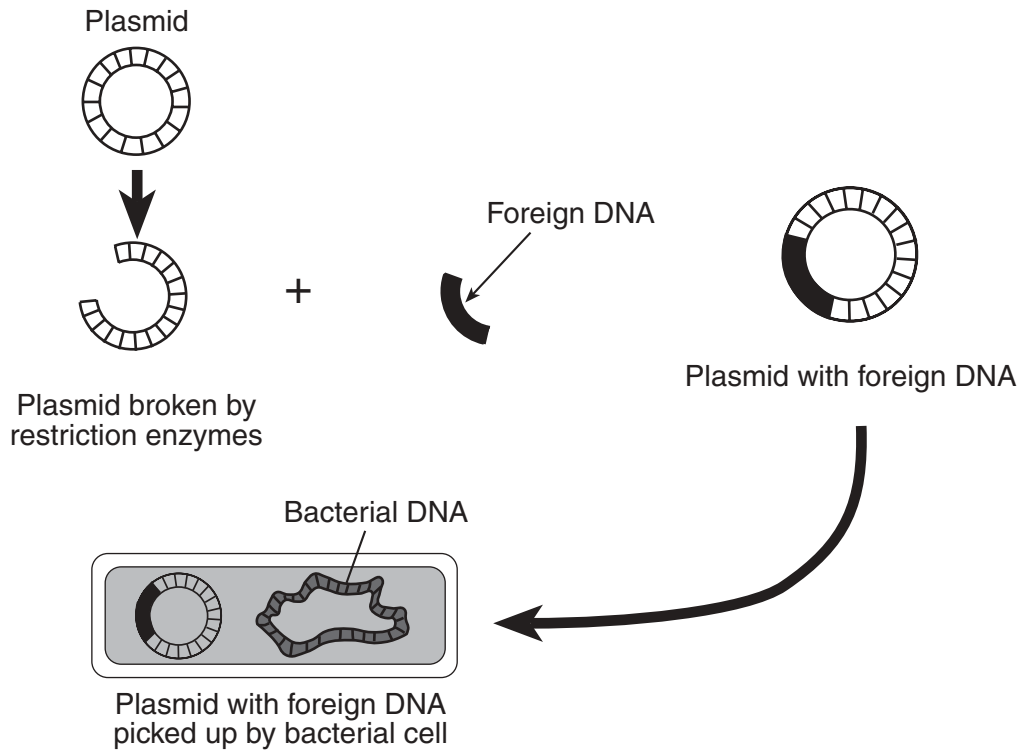 Plasmid
Foreign DNA
+
Plasmid with foreign DNA
Plasmid broken by
restriction enzymes
Bacterial DNA
Plasmid with foreign DNA
picked up by bacterial cell